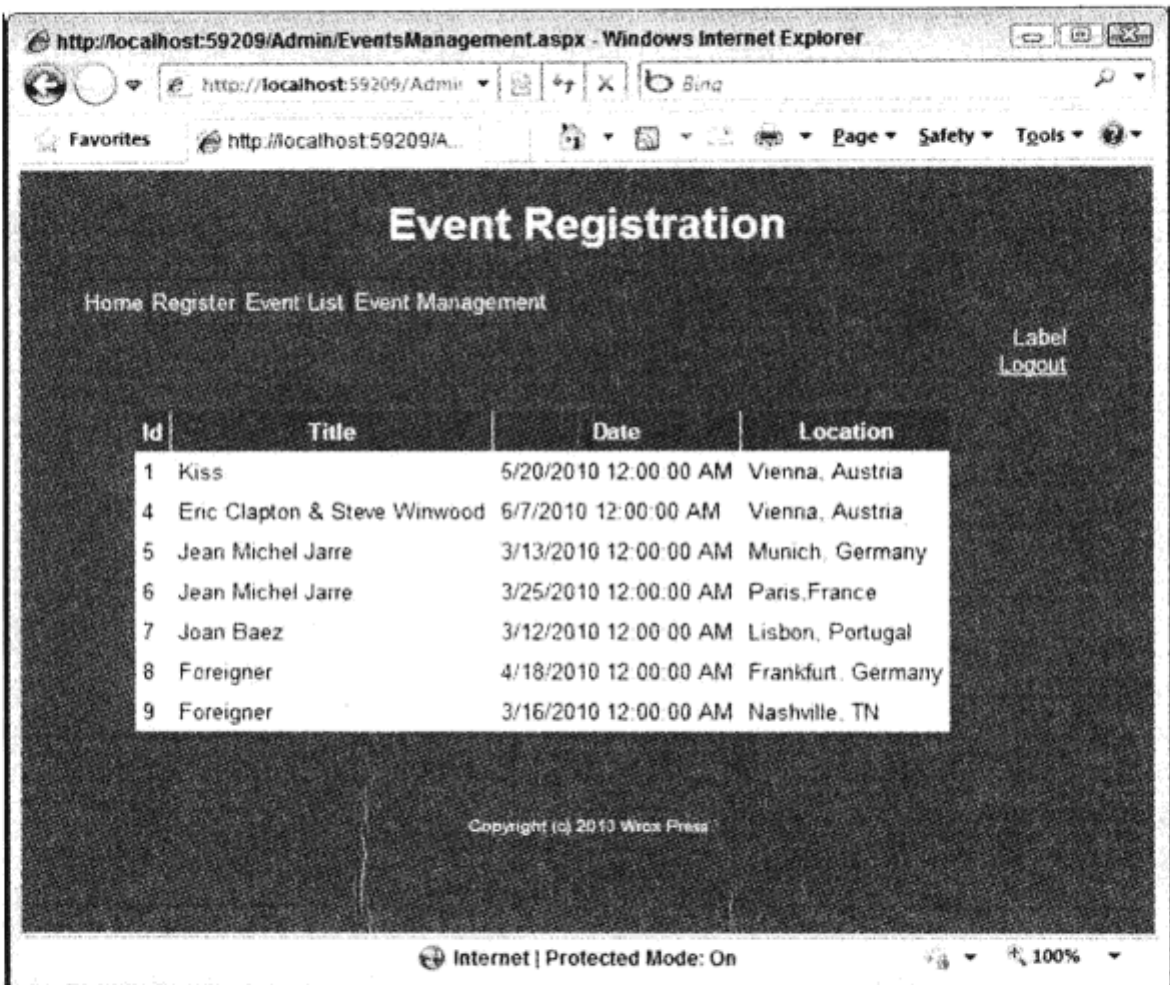 http://localhost:59209/Admin/EventsManagement.aspx - Windows Internet Explorer
http://localhost:59209/Admi Bing
Favorites http://localhost:59209/A... Page Safety Tools
Event Registration
Home Register Event List Event Management
Label
Logout
Id Title Date Location
1 Kiss 5/20/2010 12:00:00 AM Vienna, Austria
4 Eric Clapton & Steve Winwood 6/7/2010 12:00:00 AM Vienna, Austria
5 Jean Michel Jarre 3/13/2010 12:00:00 AM Munich, Germany
6 Jean Michel Jarre 3/25/2010 12:00:00 AM Paris,France
7 Joan Baez 3/12/2010 12:00:00 AM Lisbon, Portugal
8 Foreigner 4/18/2010 12:00:00 AM Frankfurt, Germany
9 Foreigner 3/16/2010 12:00:00 AM Nashville, TN
Copyright (c) 2010 Wrox Press
Internet | Protected Mode: On 100%